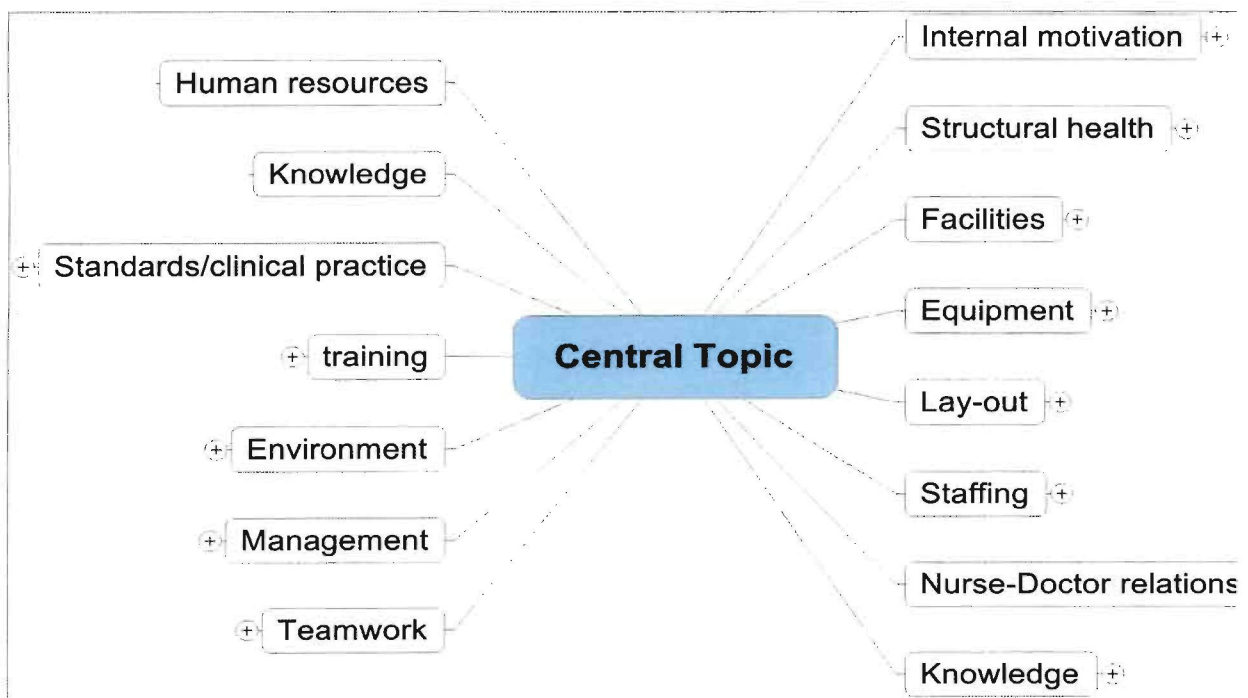 Human resources
Knowledge
Standards/clinical practice
training
Environment
Management
Teamwork
Central Topic
Internal motivation
Structural health
Facilities
Equipment
Lay-out
Staffing
Nurse-Doctor relations
Knowledge